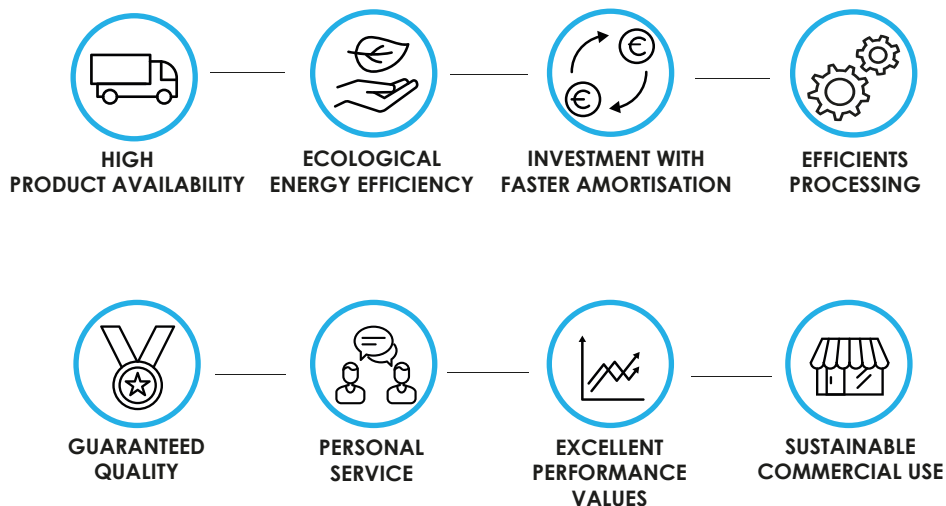 HIGH
PRODUCT AVAILABILITY
ECOLOGICAL
ENERGY EFFICIENCY
€
€
INVESTMENT WITH
FASTER AMORTISATION
EFFICIENTS
PROCESSING
GUARANTEED
QUALITY
PERSONAL
SERVICE
EXCELLENT
PERFORMANCE
VALUES
SUSTAINABLE
COMMERCIAL USE